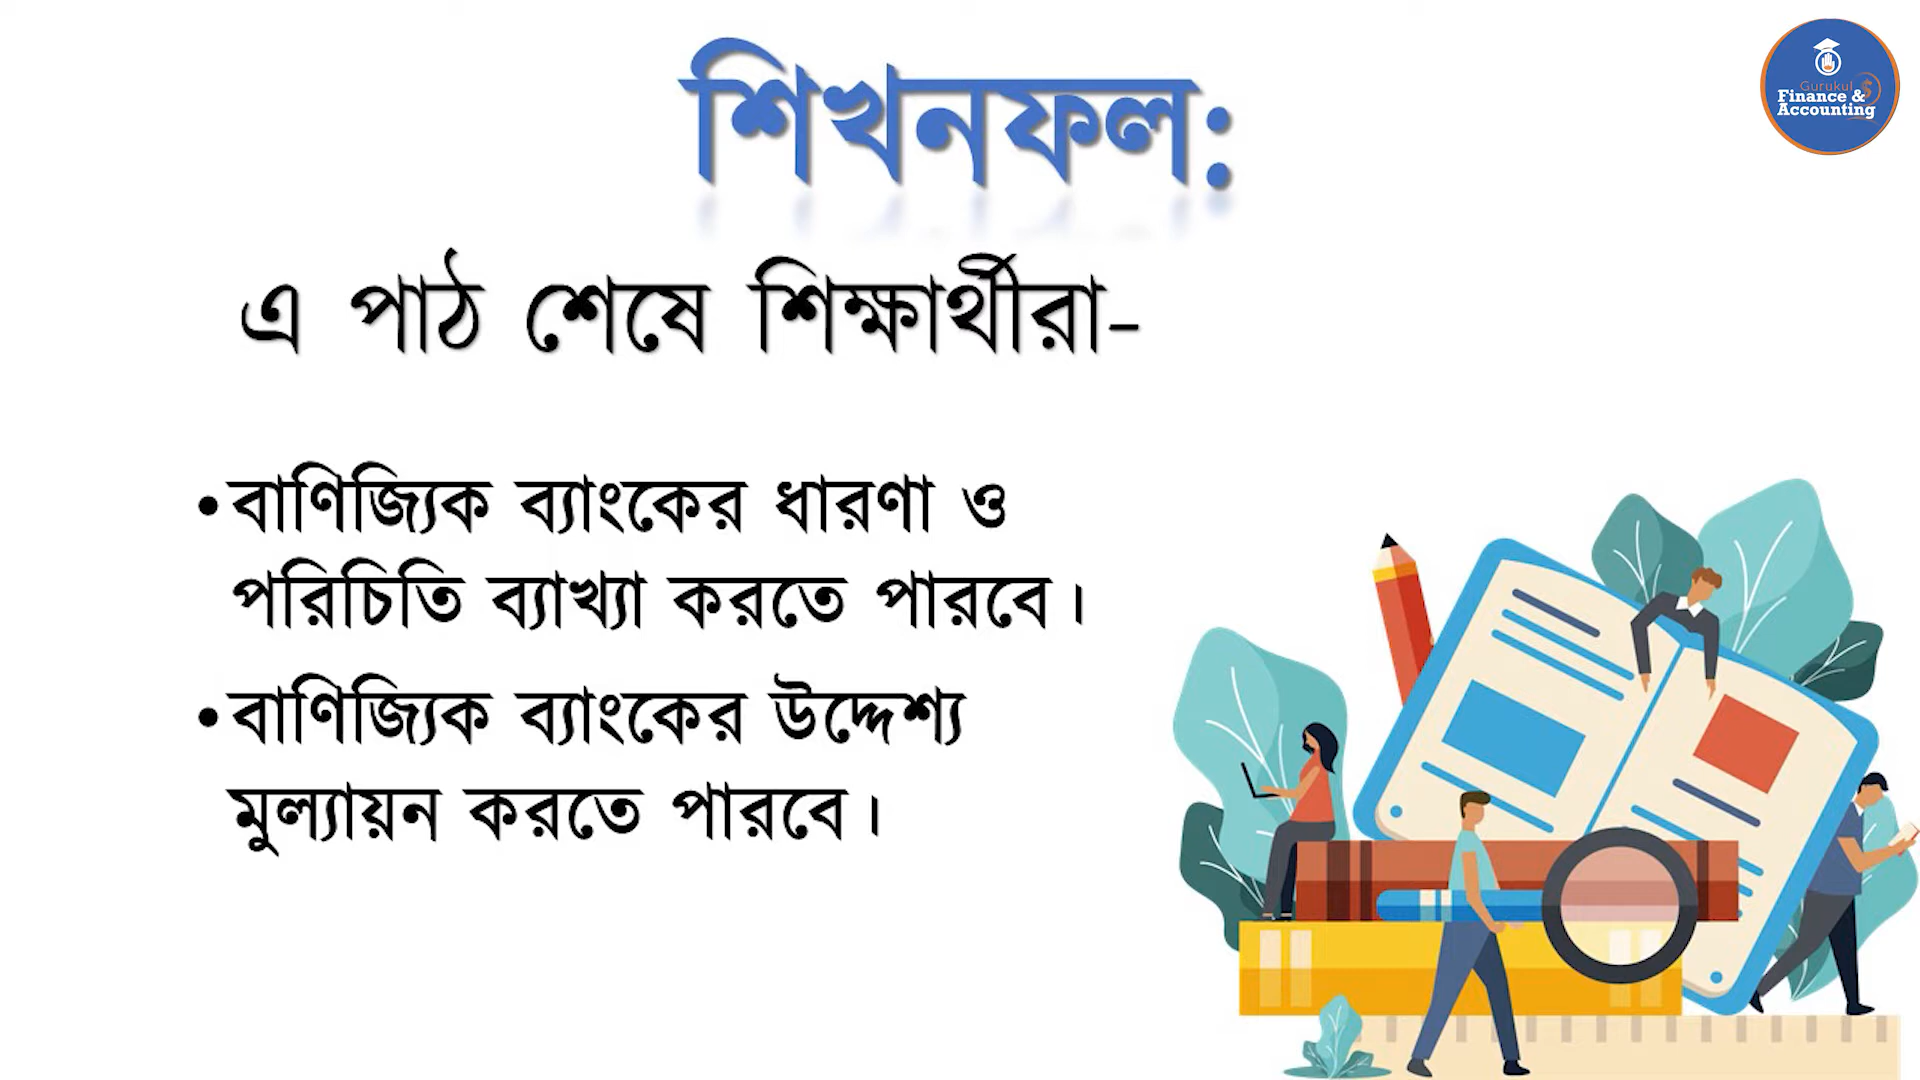 শিখনফল:
Gurukul
Finance &
Accounting
এ পাঠ শেষে শিক্ষার্থীরা-
•বাণিজ্যিক ব্যাংকের ধারণা ও
পরিচিতি ব্যাখ্যা করতে পারবে।
•বাণিজ্যিক ব্যাংকের উদ্দেশ্য
মুল্যায়ন করতে পারবে।